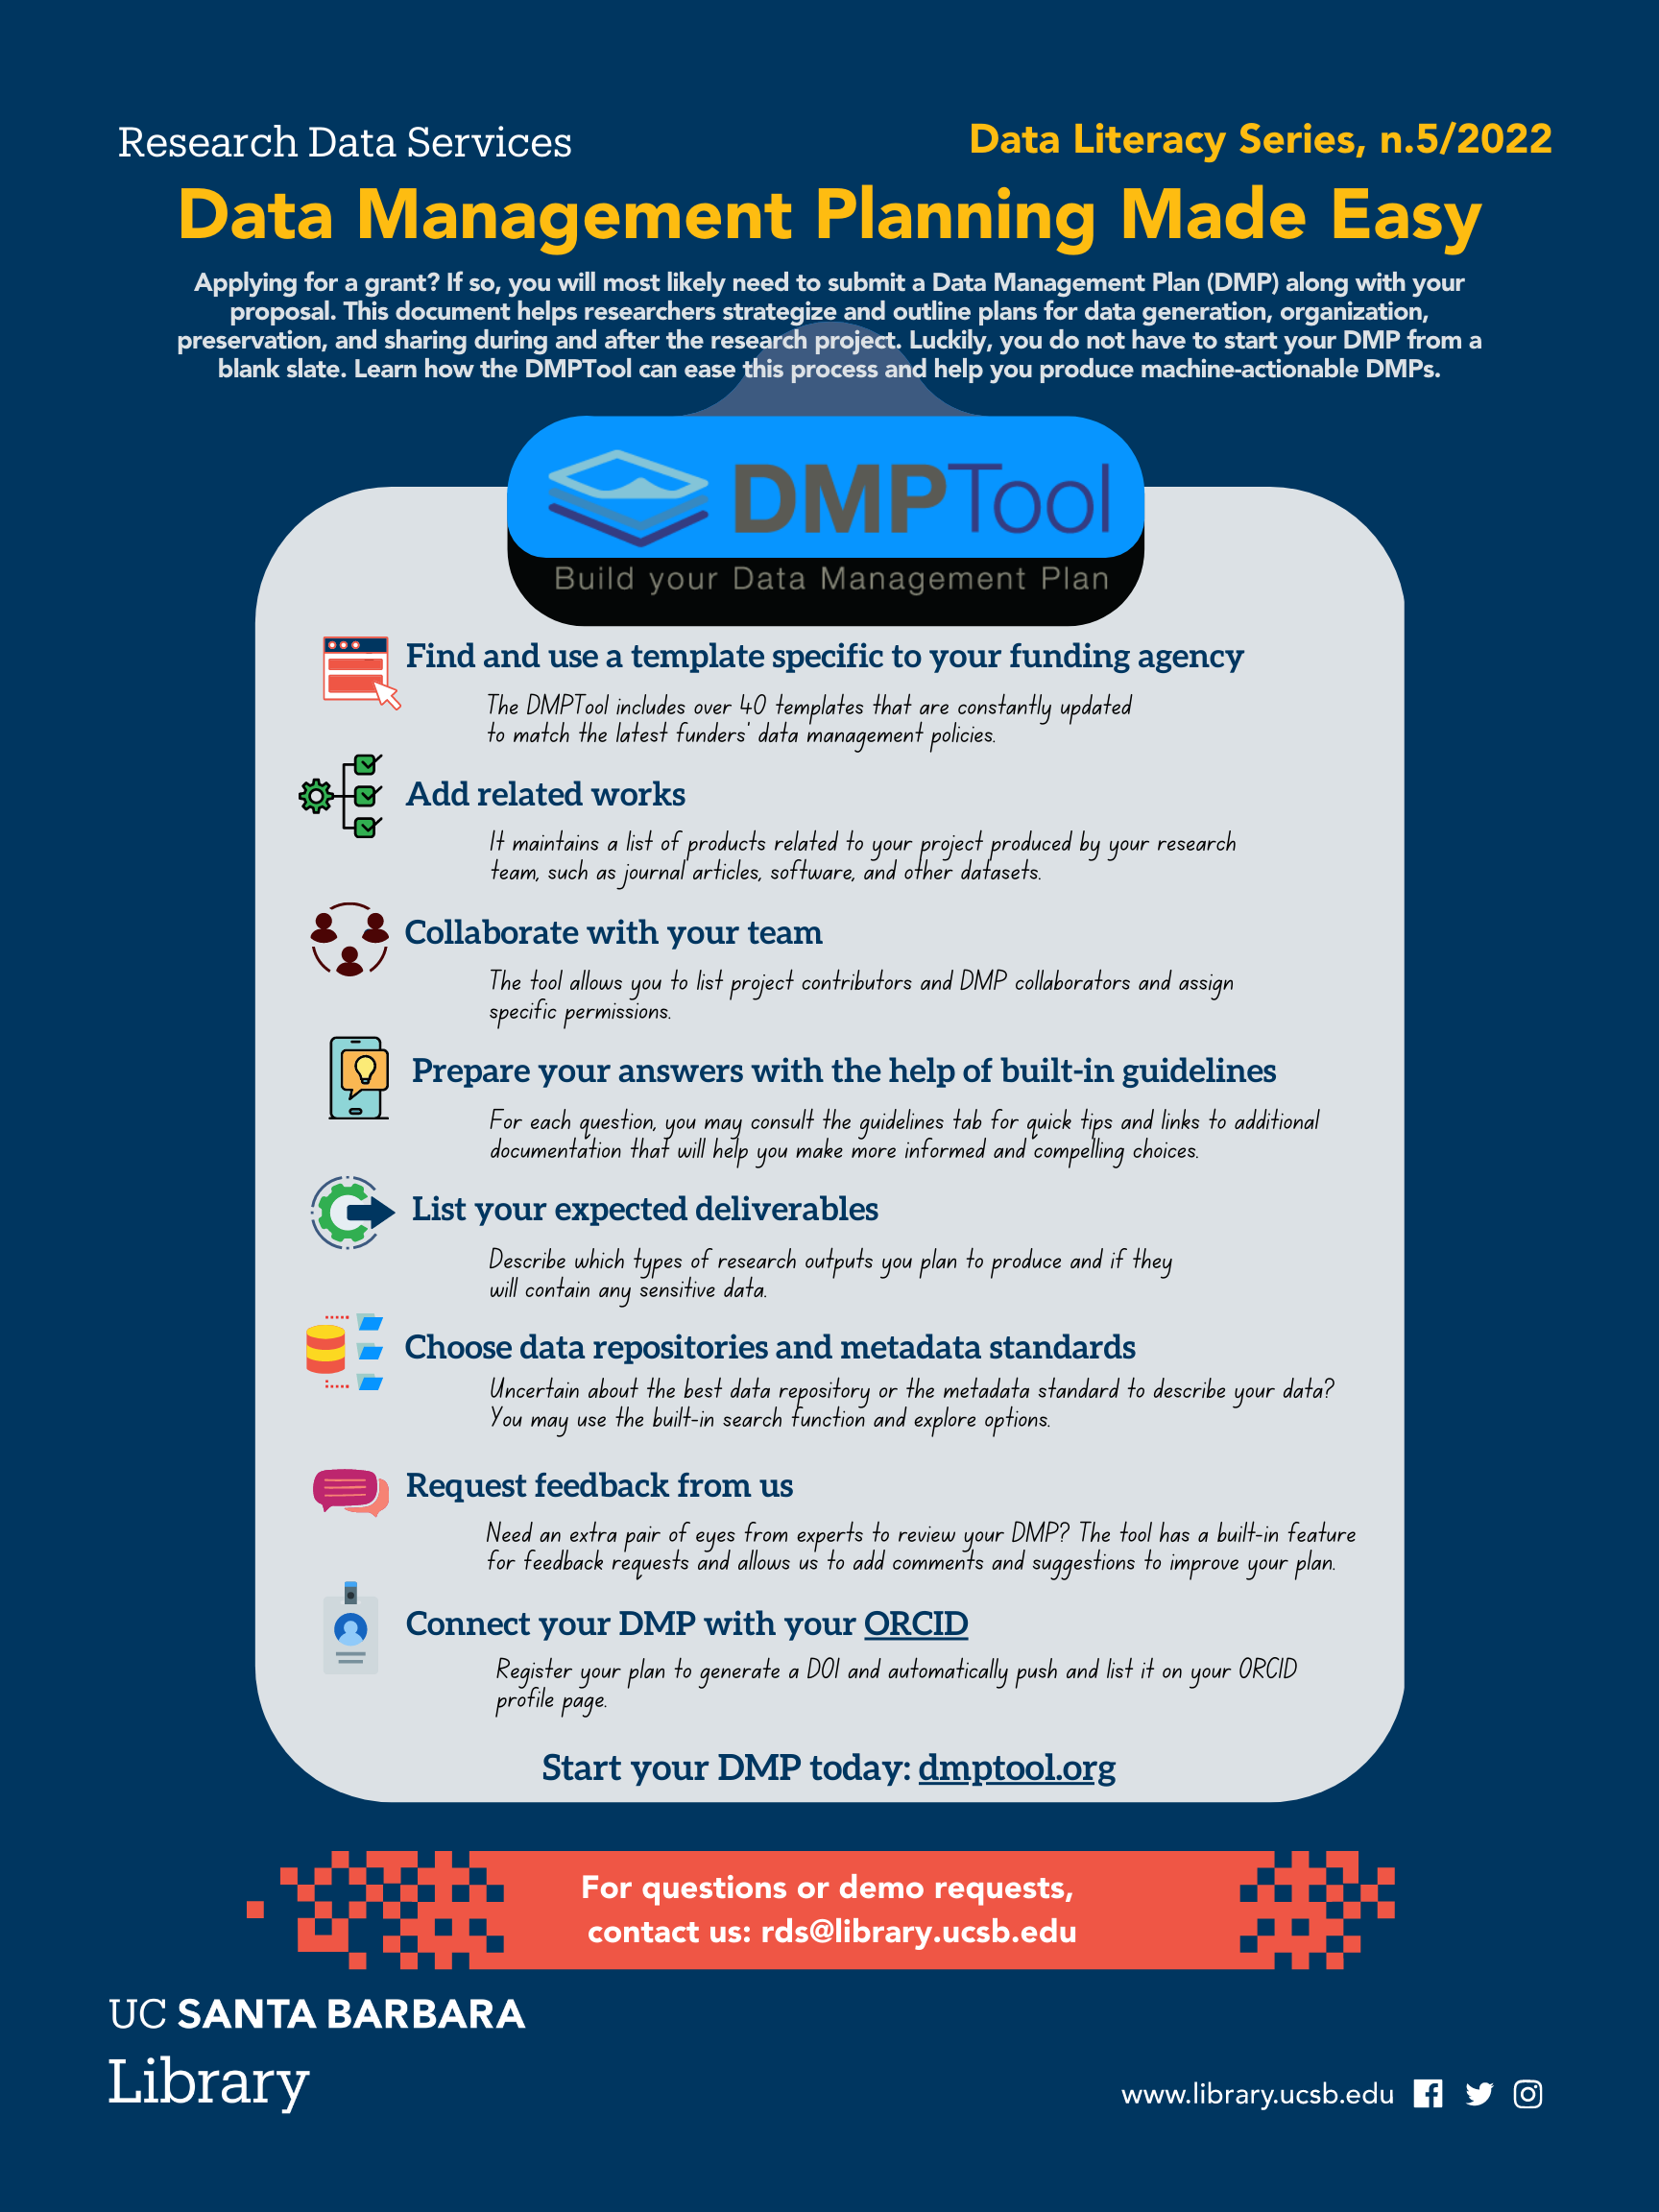 Research Data Services
Data Literacy Series, n.5/2022
Data Management Planning Made Easy
Applying for a grant? If so, you will most likely need to submit a Data Management Plan (DMP) along with your
proposal. This document helps researchers strategize and outline plans for data generation, organization,
preservation, and sharing during and after the research project. Luckily, you do not have to start your DMP from a
blank slate. Learn how the DMPTool can ease this process and help you produce machine-actionable DMPs.
DMPTool
Build your Data Management Plan
Find and use a template specific to your funding agency
The DMPTool includes over 40 templates that are constantly updated
to match the latest funders' data management policies.
Add related works
It maintains a list of products related to your project produced by your research
team, such as journal articles, software, and other datasets.
Collaborate with your team
The tool allows you to list project contributors and DMP collaborators and assign
specific permissions.
Prepare your answers with the help of built-in guidelines
For each question, you may consult the guidelines tab for quick tips and links to additional
documentation that will help you make more informed and compelling choices.
List your expected deliverables
Describe which types of research outputs you plan to produce and if they
will contain any sensitive data.
Choose data repositories and metadata standards
Uncertain about the best data repository or the metadata standard to describe your data?
You may use the built-in search function and explore options.
Request feedback from us
Need an extra pair of eyes from experts to review your DMP? The tool has a built-in feature
for feedback requests and allows us to add comments and suggestions to improve your plan.
Connect your DMP with your ORCID
Register your plan to generate a DOI and automatically push and list it on your ORCID
profile page.
Start your DMP today: dmptool.org
For questions or demo requests,
contact us: rds@library.ucsb.edu
UC SANTA BARBARA
Library
www.library.ucsb.edu